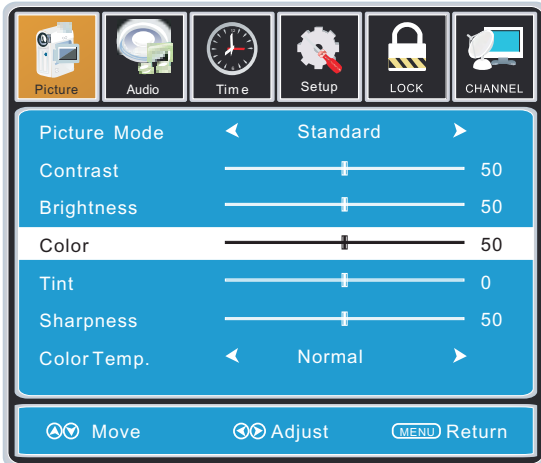 Picture Audio Time Setup LOCK CHANNEL
Picture Mode Standard
Contrast 50
Brightness 50
Color 50
Tint 0
Sharpness 50
Color Temp. Normal
Move Adjust MENU Return